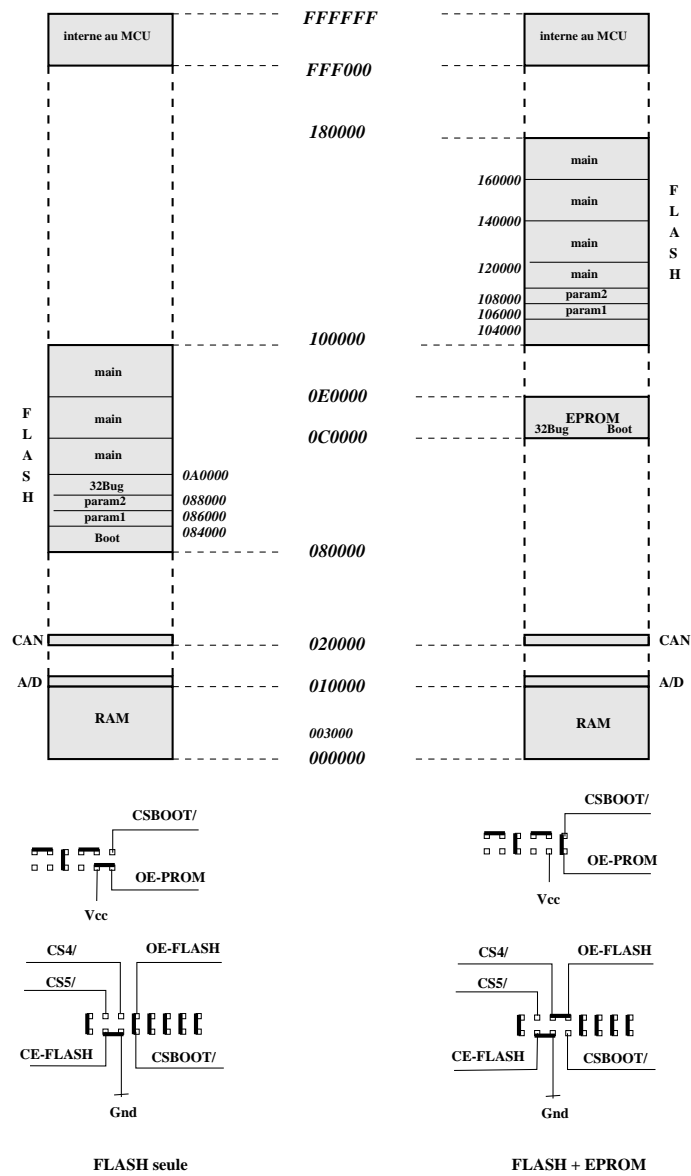 FFFFFF
interne au MCU
interne au MCU
FFF000
180000
main
160000
main
140000
main
120000
main
108000
param2
106000
param1
104000
F
L
A
S
H
100000
main
0E0000
main
EPROM
32Bug Boot
0C0000
main
0A0000
32Bug
param2
088000
param1
086000
Boot
084000
F
L
A
S
H
080000
CAN
020000
CAN
A/D
010000
A/D
RAM
003000
RAM
000000
CSBOOT/
OE-PROM
Vcc
CSBOOT/
OE-PROM
Vcc
CS4/
OE-FLASH
CS5/
CE-FLASH
CSBOOT/
Gnd
CS4/
OE-FLASH
CS5/
CE-FLASH
CSBOOT/
Gnd
FLASH seule
FLASH + EPROM